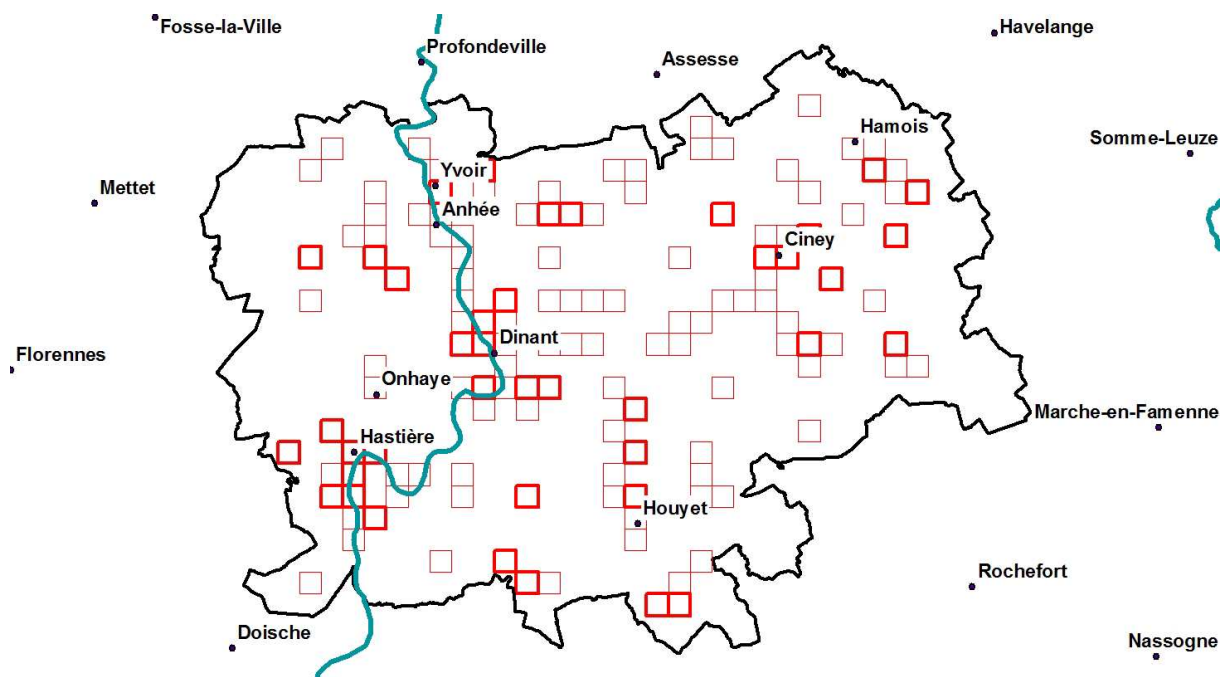 Fosse-la-Ville
Havelange
Profondeville
Assesse
Hamois
Somme-Leuze
Yvoir
Mettet
Anhée
Ciney
Dinant
Florennes
Onhaye
Marche-en-Famenne
Hastière
Houyet
Rochefort
Doische
Nassogne